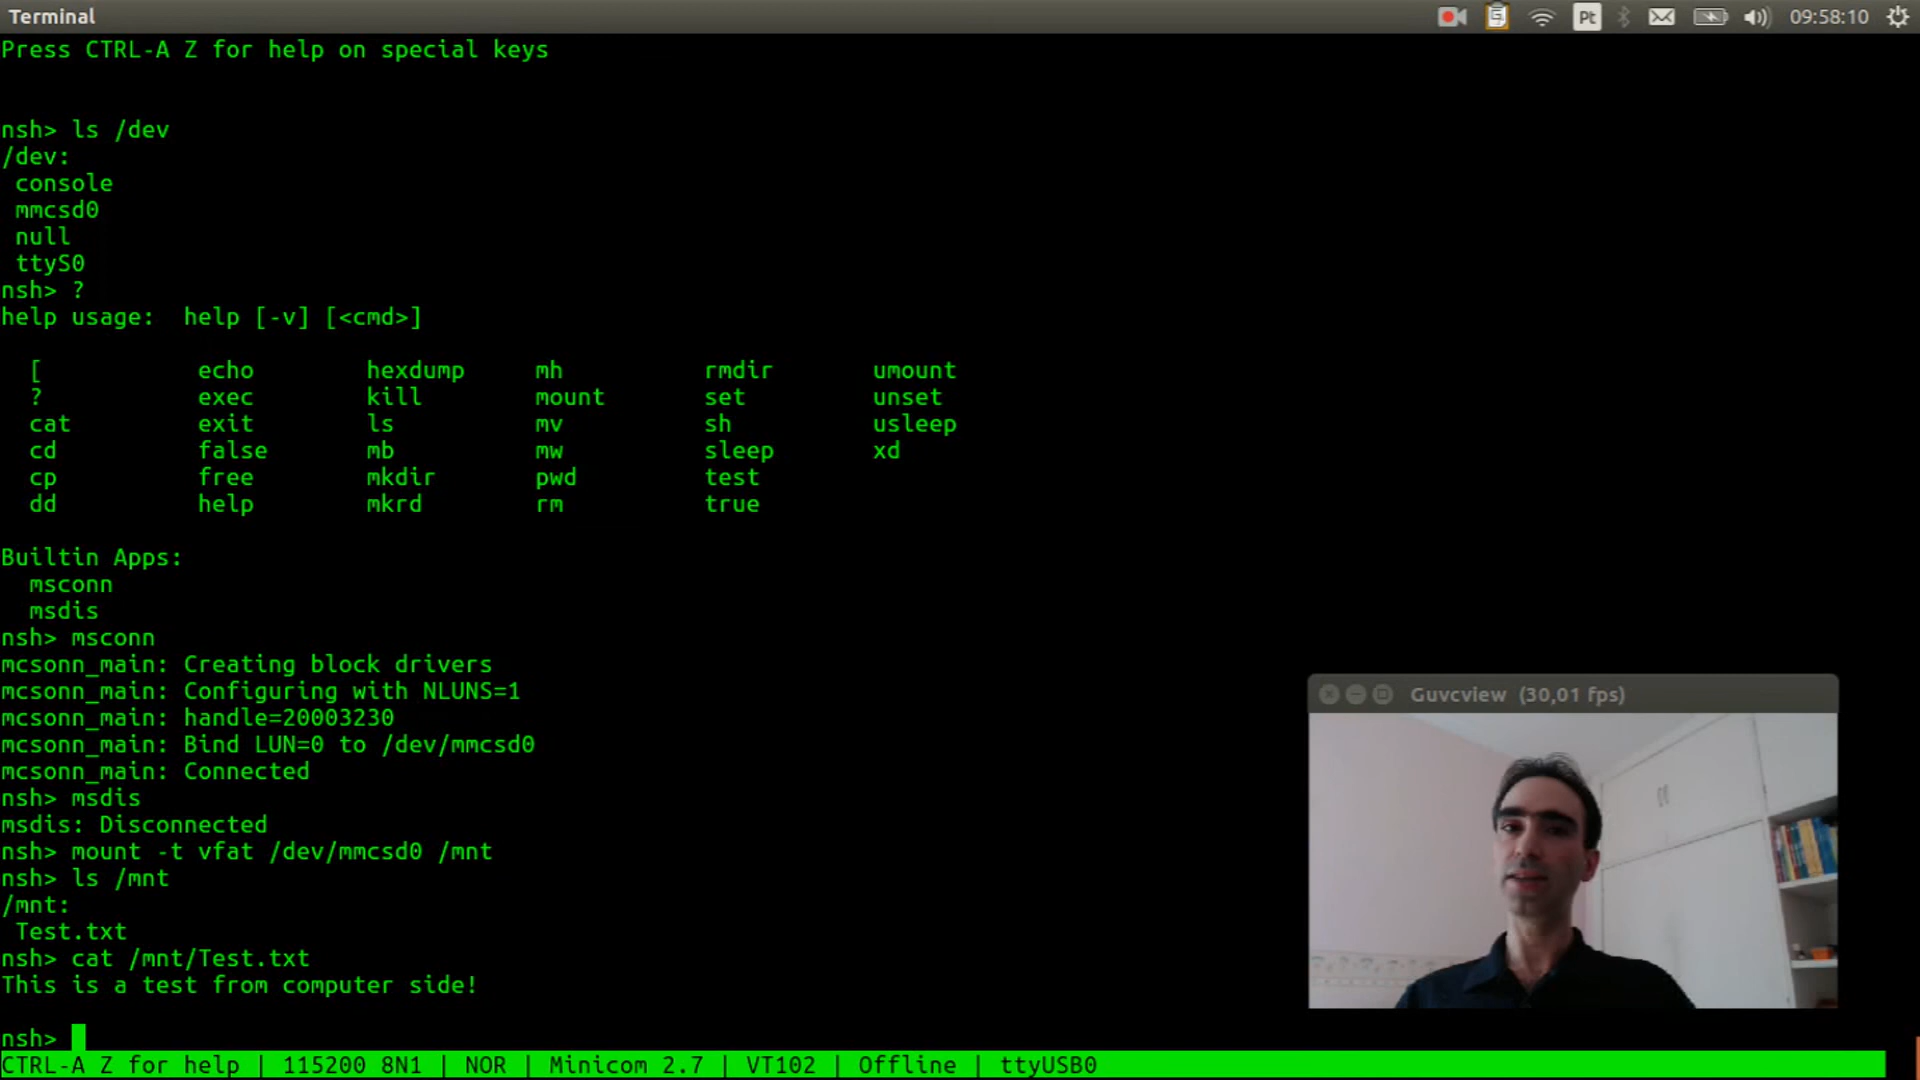 Terminal
Pt
09:58:10
Press CTRL-A Z for help on special keys
nsh> ls /dev
/dev:
console
mmcsd0
null
ttyS0
nsh> ?
help usage:  help [-v] [<cmd>]
[ echo hexdump mh rmdir umount
? exec kill mount set unset
cat exit ls mv sh usleep
cd false mb mw sleep xd
cp free mkdir pwd test
dd help mkrd rm true
Builtin Apps:
msconn
msdis
nsh> msconn
mcsonn_main: Creating block drivers
mcsonn_main: Configuring with NLUNS=1
mcsonn_main: handle=20003230
mcsonn_main: Bind LUN=0 to /dev/mmcsd0
mcsonn_main: Connected
nsh> msdis
msdis: Disconnected
nsh> mount -t vfat /dev/mmcsd0 /mnt
nsh> ls /mnt
/mnt:
Test.txt
nsh> cat /mnt/Test.txt
This is a test from computer side!
nsh>
CTRL-A Z for help | 115200 8N1 | NOR | Minicom 2.7 | VT102 | Offline | ttyUSB0
Guvcview (30,01 fps)